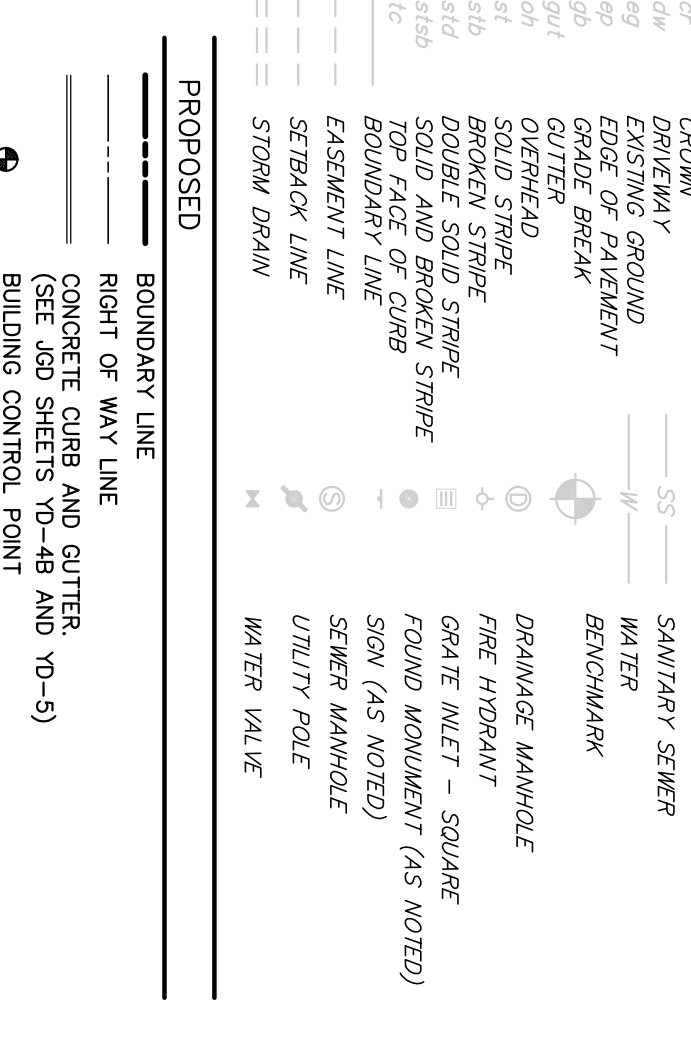 cr CROWN
dw DRIVEWAY
eg EXISTING GROUND
ep EDGE OF PAVEMENT
gb GRADE BREAK
gut GUTTER
oh OVERHEAD
st SOLID STRIPE
stb BROKEN STRIPE
std DOUBLE SOLID STRIPE
stsb SOLID AND BROKEN STRIPE
tc TOP FACE OF CURB
BOUNDARY LINE
EASEMENT LINE
SETBACK LINE
STORM DRAIN
SS SANITARY SEWER
W WATER
BENCHMARK
D DRAINAGE MANHOLE
FIRE HYDRANT
GRATE INLET - SQUARE
FOUND MONUMENT (AS NOTED)
SIGN (AS NOTED)
S SEWER MANHOLE
UTILITY POLE
WATER VALVE
PROPOSED
BOUNDARY LINE
RIGHT OF WAY LINE
CONCRETE CURB AND GUTTER.
(SEE JGD SHEETS YD-4B AND YD-5)
BUILDING CONTROL POINT